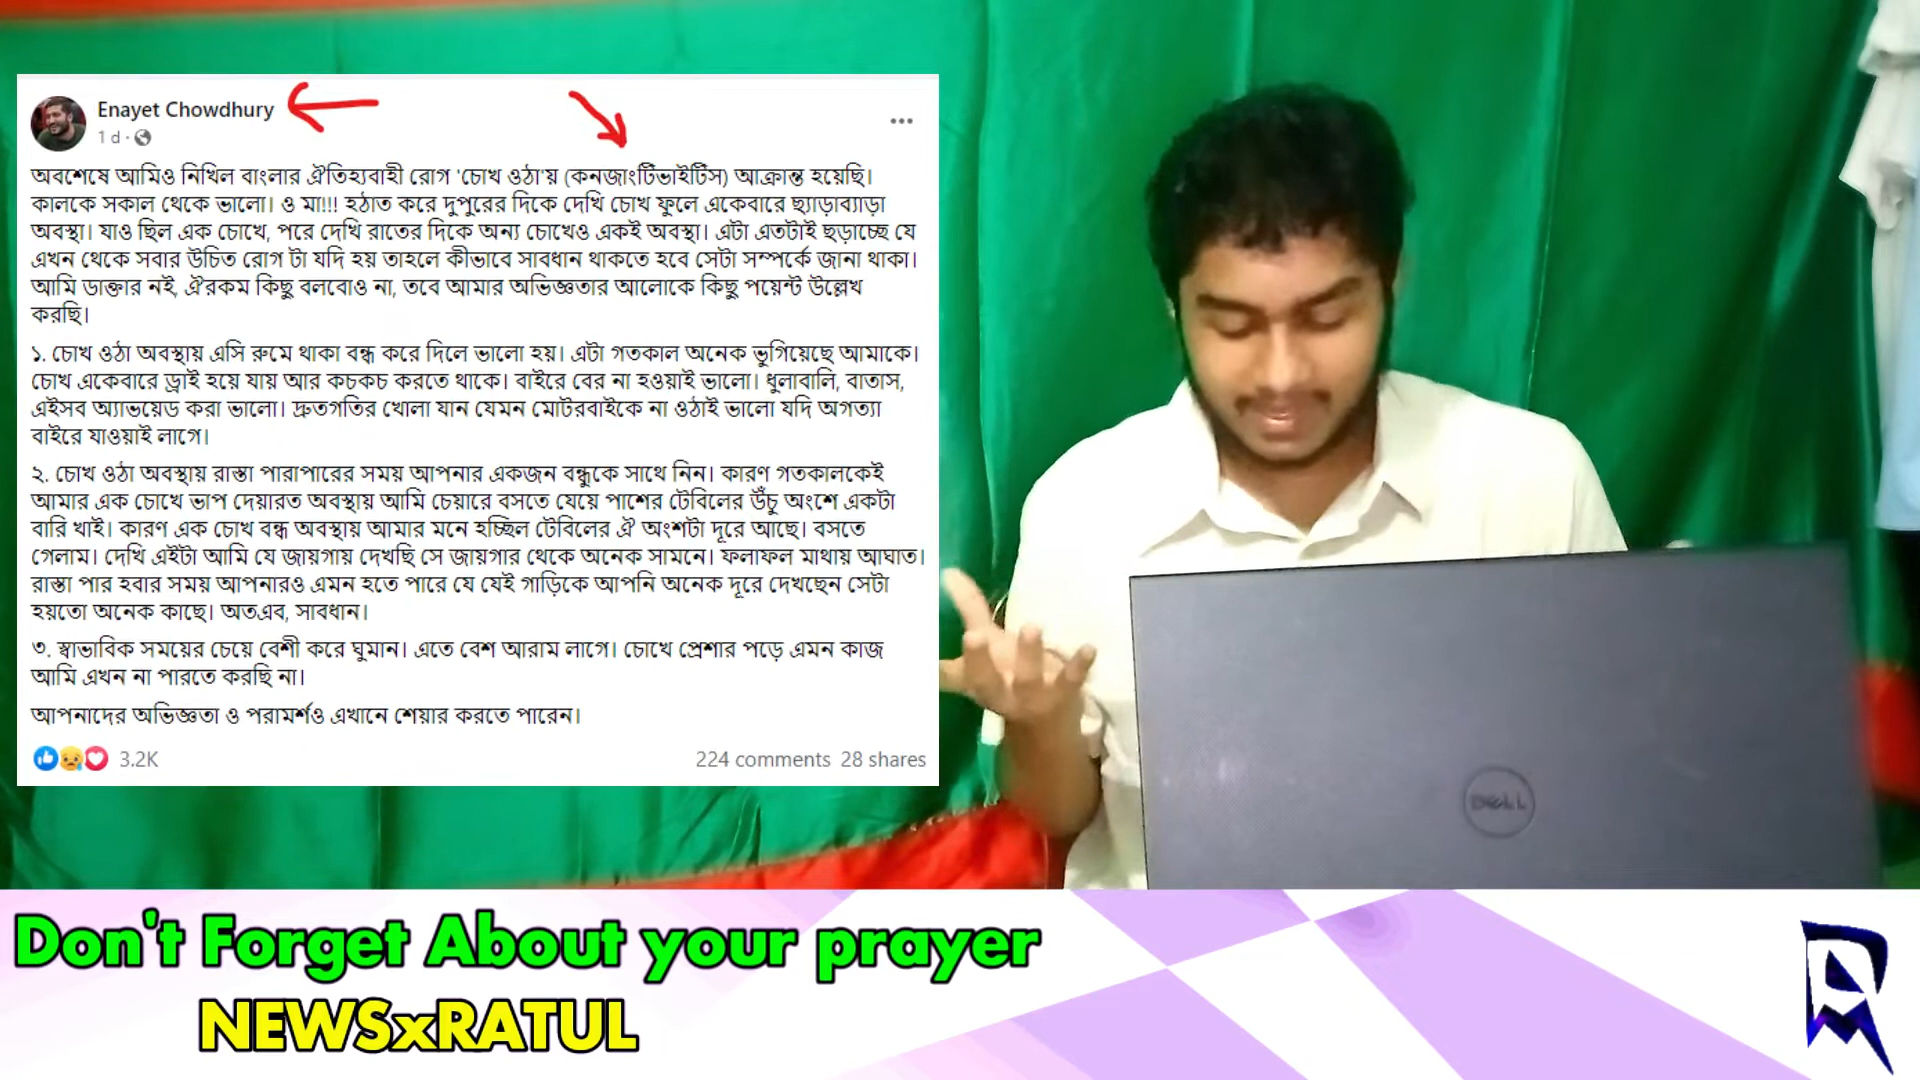 Enayet Chowdhury
1 d
অবশেষে আমিও নিখিল বাংলার ঐতিহ্যবাহী রোগ 'চোখ ওঠা'য় (কনজাংটিভাইটিস) আক্রান্ত হয়েছি।
কালকে সকাল থেকে ভালো। ও মা!!! হঠাত করে দুপুরের দিকে দেখি চোখ ফুলে একেবারে ছ্যাড়াব্যাড়া
অবস্থা। যাও ছিল এক চোখে, পরে দেখি রাতের দিকে অন্য চোখেও একই অবস্থা। এটা এতটাই ছড়াচ্ছে যে
এখন থেকে সবার উচিত রোগ টা যদি হয় তাহলে কীভাবে সাবধান থাকতে হবে সেটা সম্পর্কে জানা থাকা।
আমি ডাক্তার নই, ঐরকম কিছু বলবোও না, তবে আমার অভিজ্ঞতার আলোকে কিছু পয়েন্ট উল্লেখ
করছি।
১. চোখ ওঠা অবস্থায় এসি রুমে থাকা বন্ধ করে দিলে ভালো হয়। এটা গতকাল অনেক ভুগিয়েছে আমাকে।
চোখ একেবারে ড্রাই হয়ে যায় আর কচকচ করতে থাকে। বাইরে বের না হওয়াই ভালো। ধুলাবালি, বাতাস,
এইসব অ্যাভয়েড করা ভালো। দ্রুতগতির খোলা যান যেমন মোটরবাইকে না ওঠাই ভালো যদি অগত্যা
বাইরে যাওয়াই লাগে।
২. চোখ ওঠা অবস্থায় রাস্তা পারাপারের সময় আপনার একজন বন্ধুকে সাথে নিন। কারণ গতকালকেই
আমার এক চোখে ভাপ দেয়ারত অবস্থায় আমি চেয়ারে বসতে যেয়ে পাশের টেবিলের উঁচু অংশে একটা
বারি খাই। কারণ এক চোখ বন্ধ অবস্থায় আমার মনে হচ্ছিল টেবিলের ঐ অংশটা দূরে আছে। বসতে
গেলাম। দেখি এইটা আমি যে জায়গায় দেখছি সে জায়গার থেকে অনেক সামনে। ফলাফল মাথায় আঘাত।
রাস্তা পার হবার সময় আপনারও এমন হতে পারে যে যেই গাড়িকে আপনি অনেক দূরে দেখছেন সেটা
হয়তো অনেক কাছে। অতএব, সাবধান।
৩. স্বাভাবিক সময়ের চেয়ে বেশী করে ঘুমান। এতে বেশ আরাম লাগে। চোখে প্রেশার পড়ে এমন কাজ
আমি এখন না পারতে করছি না।
আপনাদের অভিজ্ঞতা ও পরামর্শও এখানে শেয়ার করতে পারেন।
3.2K 224 comments 28 shares
DELL
Don't Forget About your prayer
NEWSxRATUL